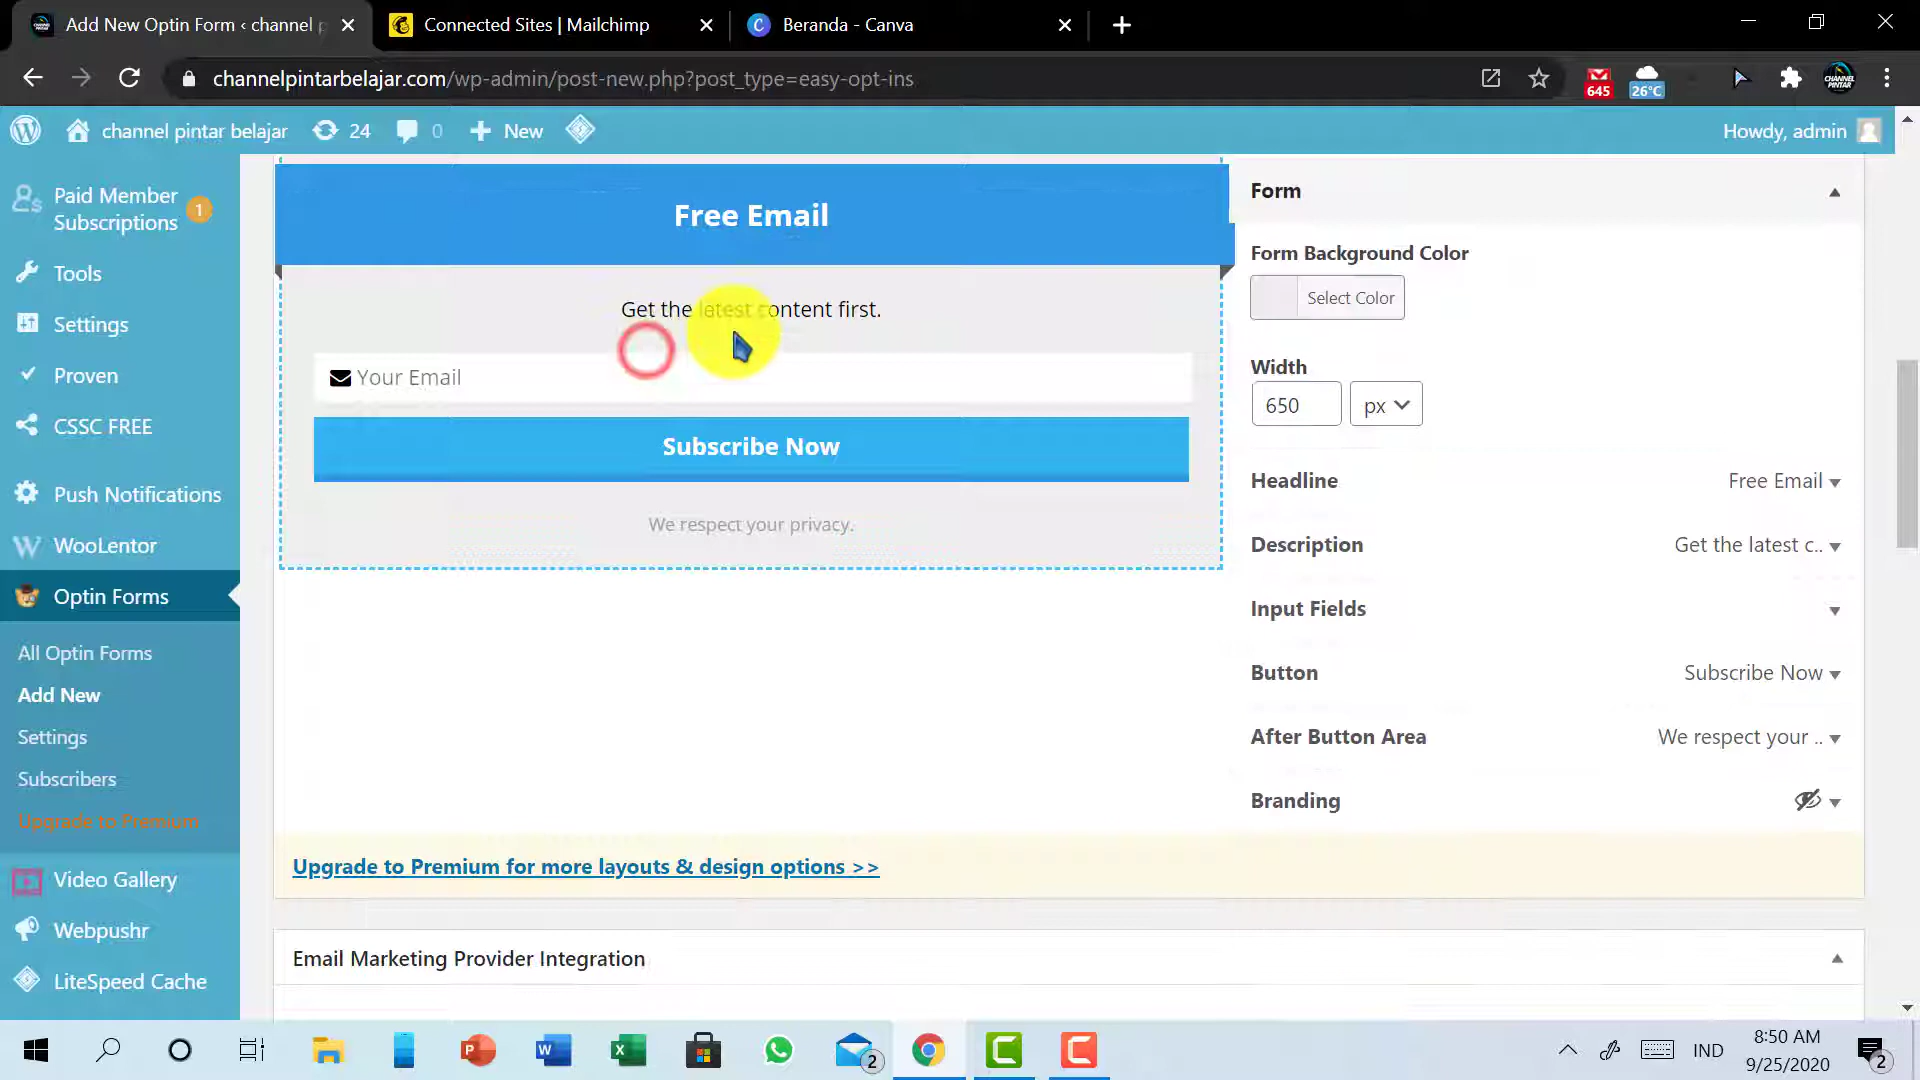 Add New Optin Form ‹ channel p
Connected Sites | Mailchimp
Beranda - Canva
channelpintarbelajar.com/wp-admin/post-new.php?post_type=easy-opt-ins
645
26°C
channel pintar belajar
24
0
New
Howdy, admin
Paid Member
Subscriptions
1
Tools
Settings
Proven
CSSC FREE
Push Notifications
WooLentor
Optin Forms
All Optin Forms
Add New
Settings
Subscribers
Upgrade to Premium
Video Gallery
Webpushr
LiteSpeed Cache
Free Email
Get the latest content first.
Your Email
Subscribe Now
We respect your privacy.
Form
Form Background Color
Select Color
Width
650
px
Headline
Free Email
Description
Get the latest c..
Input Fields
Button
Subscribe Now
After Button Area
We respect your ..
Branding
Upgrade to Premium for more layouts & design options >>
Email Marketing Provider Integration
2
IND
8:50 AM
9/25/2020
2